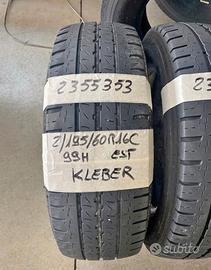 2355353
2/195/60R16C
99H EST
KLEBER
subito